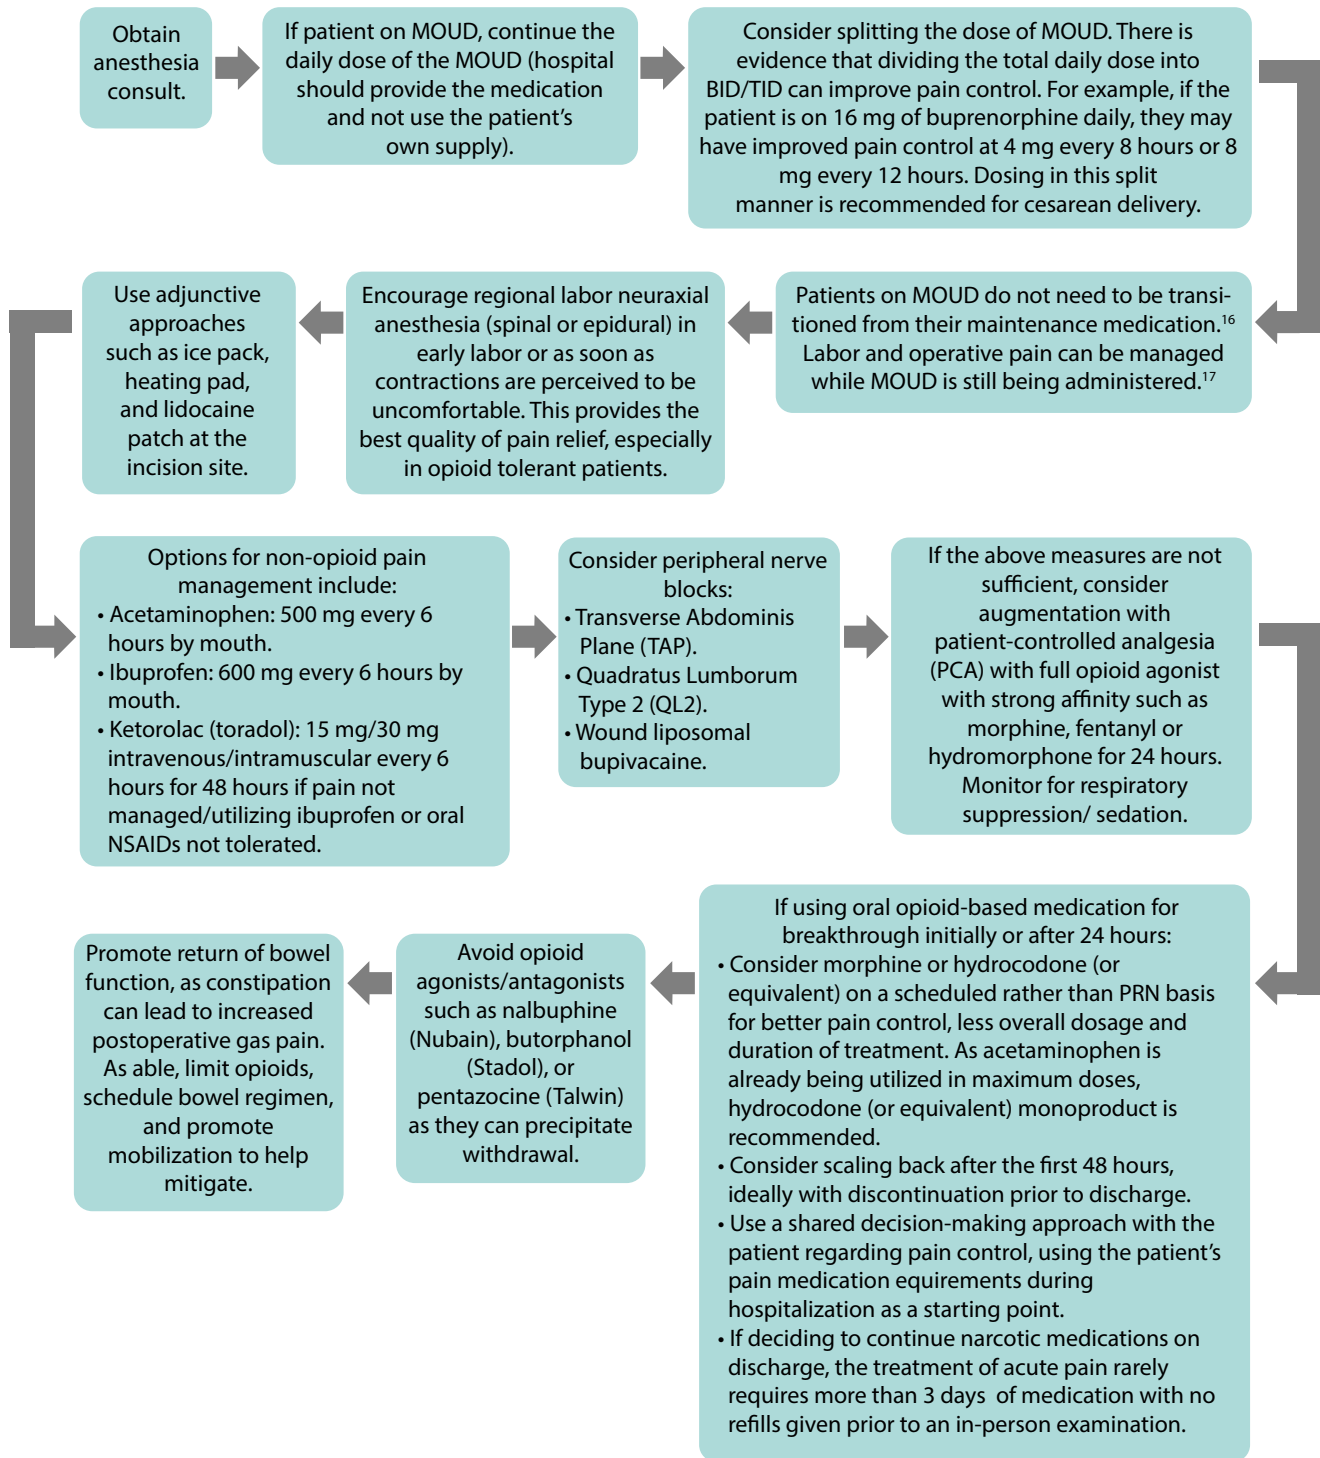 Obtain
anesthesia
consult.
If patient on MOUD, continue the
daily dose of the MOUD (hospital
should provide the medication
and not use the patient’s
own supply).
Consider splitting the dose of MOUD. There is
evidence that dividing the total daily dose into
BID/TID can improve pain control. For example, if the
patient is on 16 mg of buprenorphine daily, they may
have improved pain control at 4 mg every 8 hours or 8
mg every 12 hours. Dosing in this split
manner is recommended for cesarean delivery.
Patients on MOUD do not need to be transi-
tioned from their maintenance medication.16
Labor and operative pain can be managed
while MOUD is still being administered.17
Encourage regional labor neuraxial
anesthesia (spinal or epidural) in
early labor or as soon as
contractions are perceived to be
uncomfortable. This provides the
best quality of pain relief, especially
in opioid tolerant patients.
Use adjunctive
approaches
such as ice pack,
heating pad,
and lidocaine
patch at the
incision site.
Options for non-opioid pain
management include:
• Acetaminophen: 500 mg every 6
hours by mouth.
• Ibuprofen: 600 mg every 6 hours by
mouth.
• Ketorolac (toradol): 15 mg/30 mg
intravenous/intramuscular every 6
hours for 48 hours if pain not
managed/utilizing ibuprofen or oral
NSAIDs not tolerated.
Consider peripheral nerve
blocks:
• Transverse Abdominis
Plane (TAP).
• Quadratus Lumborum
Type 2 (QL2).
• Wound liposomal
bupivacaine.
If the above measures are not
sufficient, consider
augmentation with
patient-controlled analgesia
(PCA) with full opioid agonist
with strong affinity such as
morphine, fentanyl or
hydromorphone for 24 hours.
Monitor for respiratory
suppression/ sedation.
If using oral opioid-based medication for
breakthrough initially or after 24 hours:
• Consider morphine or hydrocodone (or
equivalent) on a scheduled rather than PRN basis
for better pain control, less overall dosage and
duration of treatment. As acetaminophen is
already being utilized in maximum doses,
hydrocodone (or equivalent) monoproduct is
recommended.
• Consider scaling back after the first 48 hours,
ideally with discontinuation prior to discharge.
• Use a shared decision-making approach with the
patient regarding pain control, using the patient’s
pain medication equirements during
hospitalization as a starting point.
• If deciding to continue narcotic medications on
discharge, the treatment of acute pain rarely
requires more than 3 days of medication with no
refills given prior to an in-person examination.
Avoid opioid
agonists/antagonists
such as nalbuphine
(Nubain), butorphanol
(Stadol), or
pentazocine (Talwin)
as they can precipitate
withdrawal.
Promote return of bowel
function, as constipation
can lead to increased
postoperative gas pain.
As able, limit opioids,
schedule bowel regimen,
and promote
mobilization to help
mitigate.